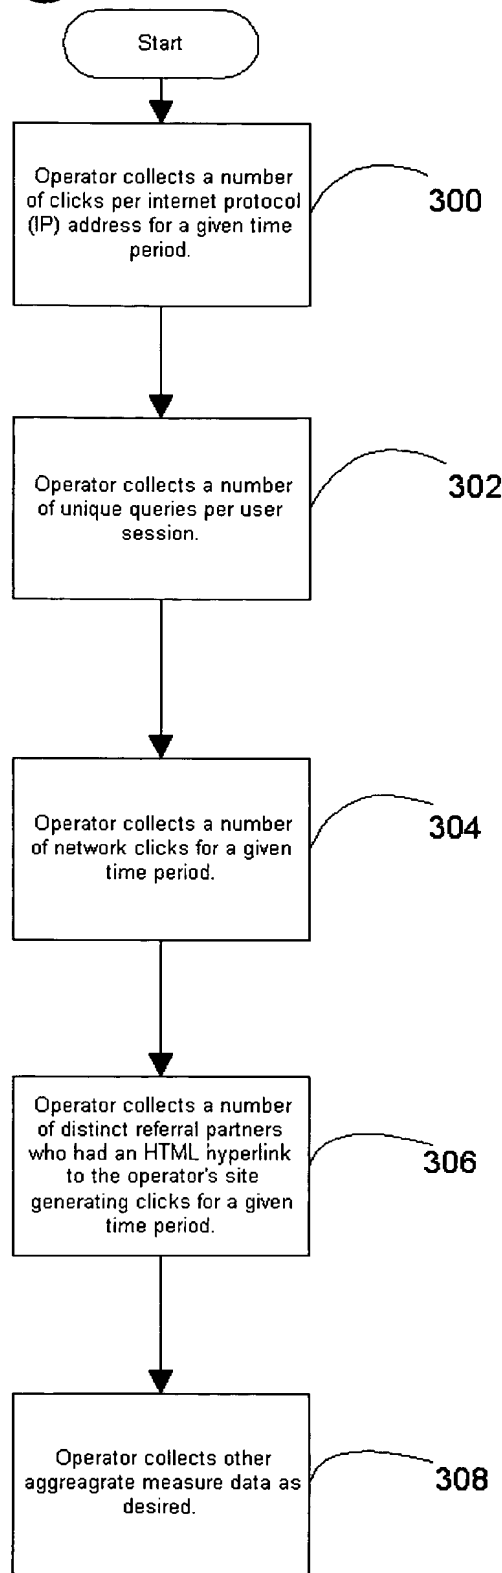 Start
Operator collects a number
of clicks per internet protocol
(IP) address for a given time
period.
300
Operator collects a number
of unique queries per user
session.
302
Operator collects a number
of network clicks for a given
time period.
304
Operator collects a number
of distinct referral partners
who had an HTML hyperlink
to the operator's site
generating clicks for a given
time period.
306
Operator collects other
aggreagrate measure data as
desired.
308